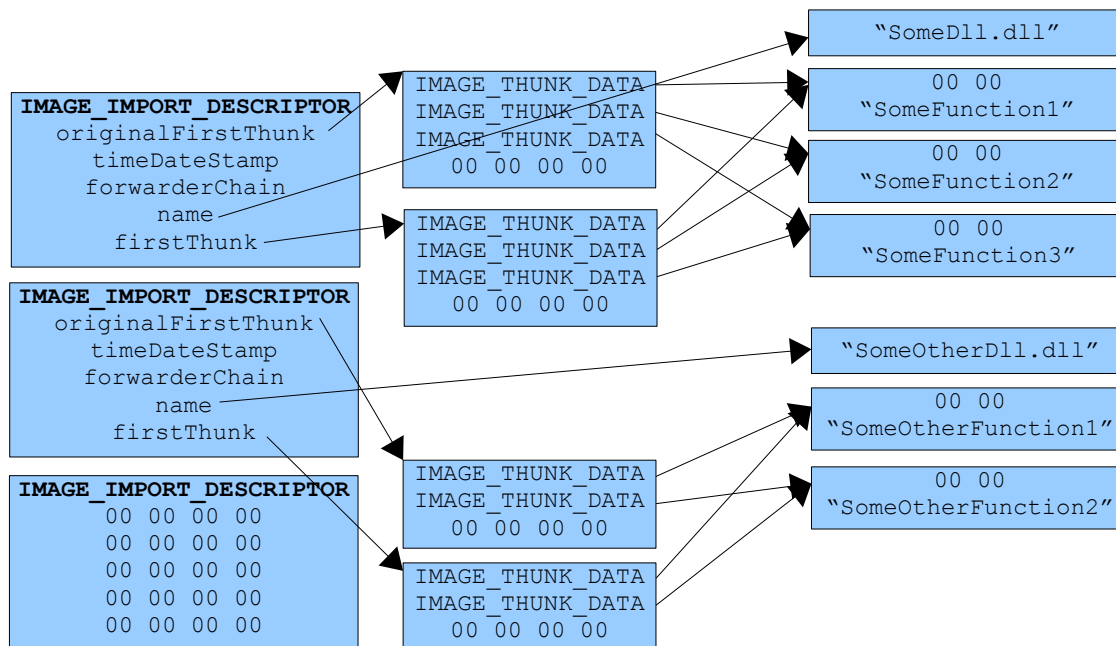 IMAGE_IMPORT_DESCRIPTOR
originalFirstThunk
timeDateStamp
forwarderChain
name
firstThunk
IMAGE_IMPORT_DESCRIPTOR
originalFirstThunk
timeDateStamp
forwarderChain
name
firstThunk
IMAGE_IMPORT_DESCRIPTOR
00 00 00 00
00 00 00 00
00 00 00 00
00 00 00 00
00 00 00 00
IMAGE_THUNK_DATA
IMAGE_THUNK_DATA
IMAGE_THUNK_DATA
00 00 00 00
IMAGE_THUNK_DATA
IMAGE_THUNK_DATA
IMAGE_THUNK_DATA
00 00 00 00
IMAGE_THUNK_DATA
IMAGE_THUNK_DATA
00 00 00 00
IMAGE_THUNK_DATA
IMAGE_THUNK_DATA
00 00 00 00
“SomeDll.dll”
00 00
“SomeFunction1”
00 00
“SomeFunction2”
00 00
“SomeFunction3”
“SomeOtherDll.dll”
00 00
“SomeOtherFunction1”
00 00
“SomeOtherFunction2”